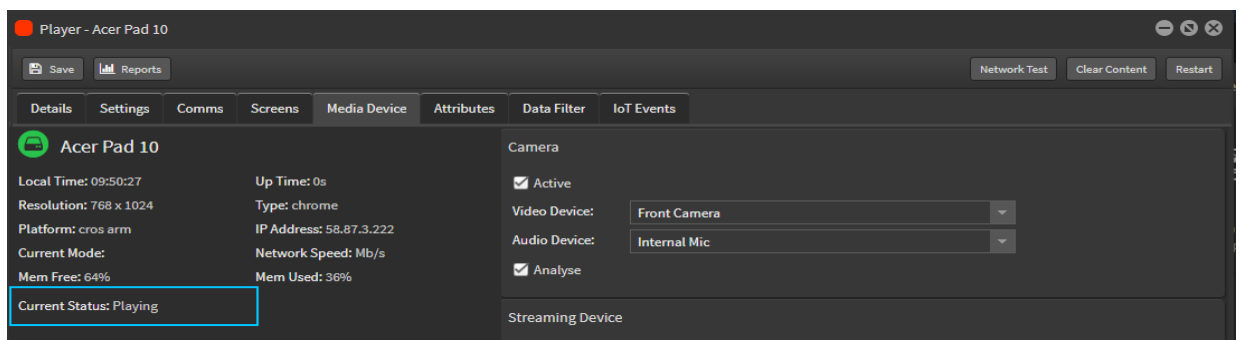 Player - Acer Pad 10
Save Reports Network Test Clear Content Restart
Details Settings Comms Screens Media Device Attributes Data Filter IoT Events
Acer Pad 10
Local Time: 09:50:27 Up Time: 0s
Resolution: 768 x 1024 Type: chrome
Platform: cros arm IP Address: 58.87.3.222
Current Mode: Network Speed: Mb/s
Mem Free: 64% Mem Used: 36%
Current Status: Playing
Camera
Active
Video Device: Front Camera
Audio Device: Internal Mic
Analyse
Streaming Device